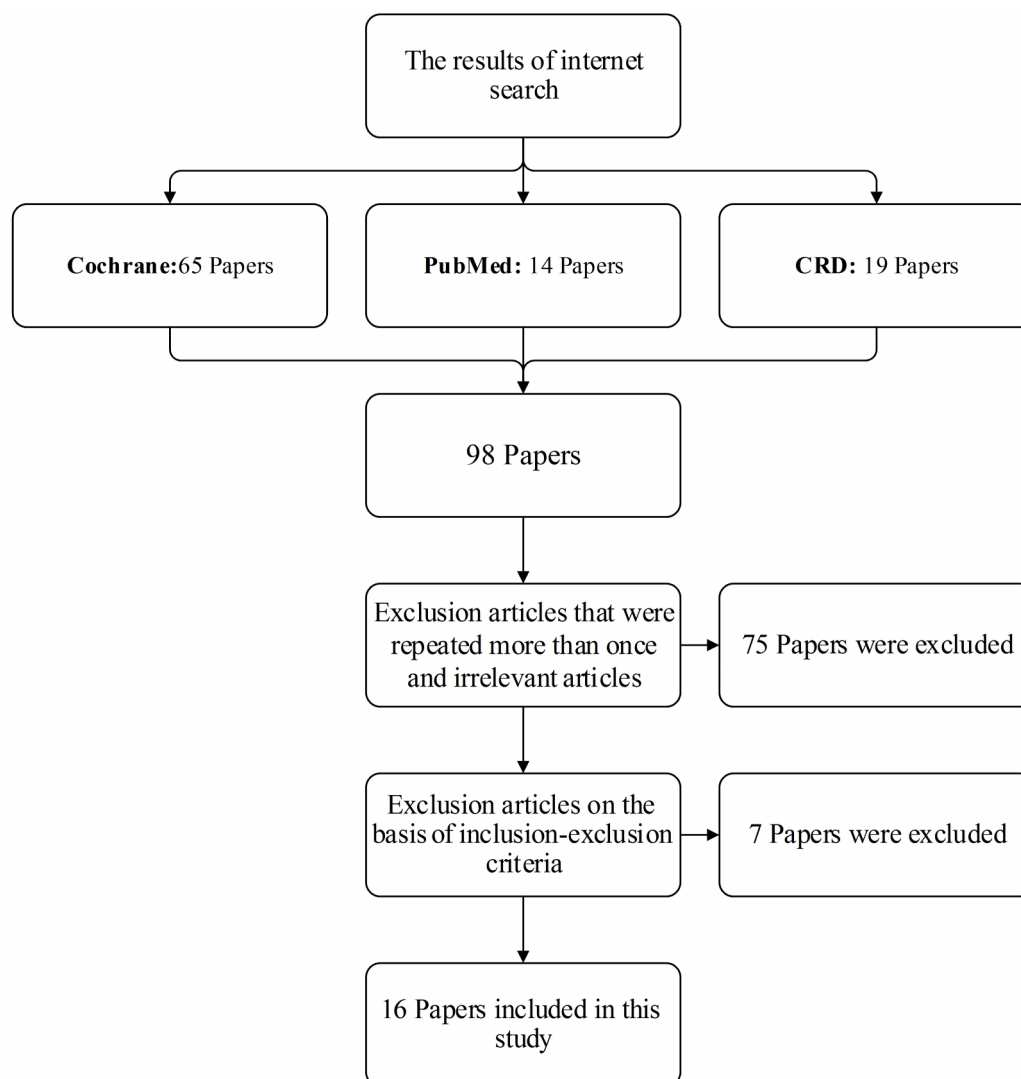 The results of internet
search
Cochrane:65 Papers
PubMed: 14 Papers
CRD: 19 Papers
98 Papers
Exclusion articles that were
repeated more than once
and irrelevant articles
75 Papers were excluded
Exclusion articles on the
basis of inclusion-exclusion
criteria
7 Papers were excluded
16 Papers included in this
study